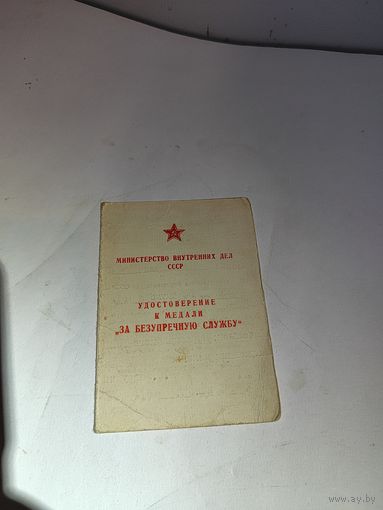 МИНИСТЕРСТВО ВНУТРЕННИХ ДЕЛ
СССР
УДОСТОВЕРЕНИЕ
К МЕДАЛИ
„ЗА БЕЗУПРЕЧНУЮ СЛУЖБУ“
www.ay.by